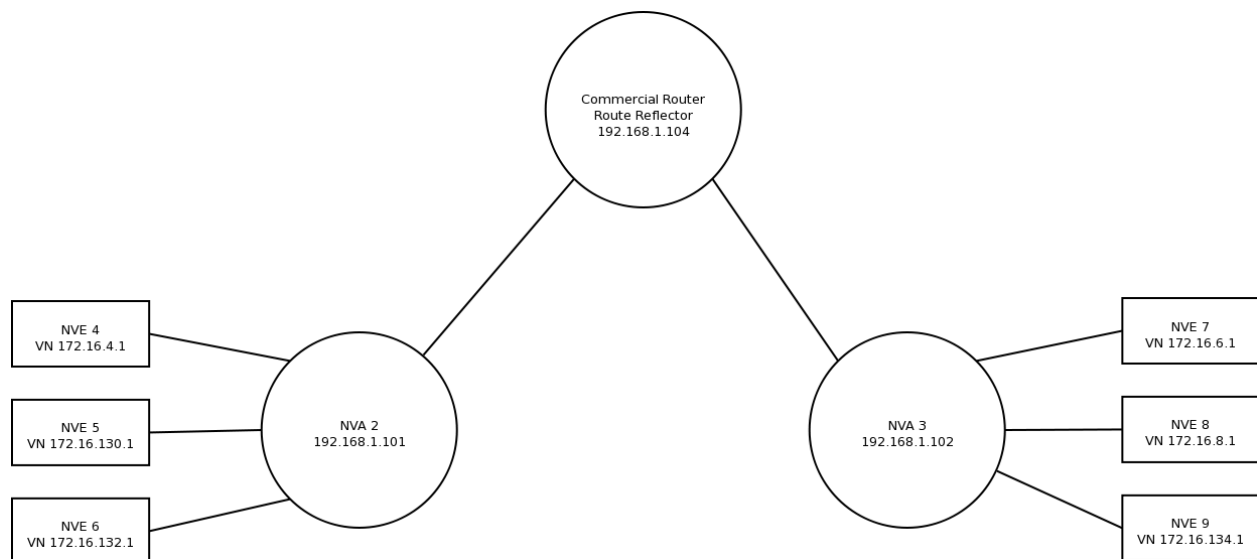 Commercial Router
Route Reflector
192.168.1.104
NVE 4
VN 172.16.4.1
NVE 5
VN 172.16.130.1
NVE 6
VN 172.16.132.1
NVA 2
192.168.1.101
NVA 3
192.168.1.102
NVE 7
VN 172.16.6.1
NVE 8
VN 172.16.8.1
NVE 9
VN 172.16.134.1